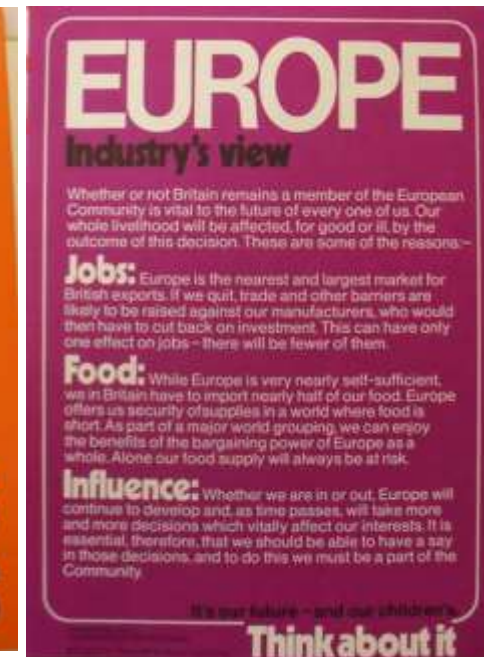 EUROPE
Industry's view
Whether or not Britain remains a member of the European
Community is vital to the future of every one of us. Our
whole livelihood will be affected, for good or ill, by the
outcome of this decision. These are some of the reasons:–
Jobs: Europe is the nearest and largest market for
British exports. If we quit, trade and other barriers are
likely to be raised against our manufacturers, who would
then have to cut back on investment. This can have only
one effect on jobs – there will be fewer of them.
Food: While Europe is very nearly self-sufficient,
we in Britain have to import nearly half of our food. Europe
offers us security of supplies in a world where food is
short. As part of a major world grouping, we can enjoy
the benefits of the bargaining power of Europe as a
whole. Alone our food supply will always be at risk.
Influence: Whether we are in or out, Europe will
continue to develop and, as time passes, will take more
and more decisions which vitally affect our interests. It is
essential, therefore, that we should be able to have a say
in those decisions, and to do this we must be a part of the
Community.
It's our future – and our children's.
Think about it